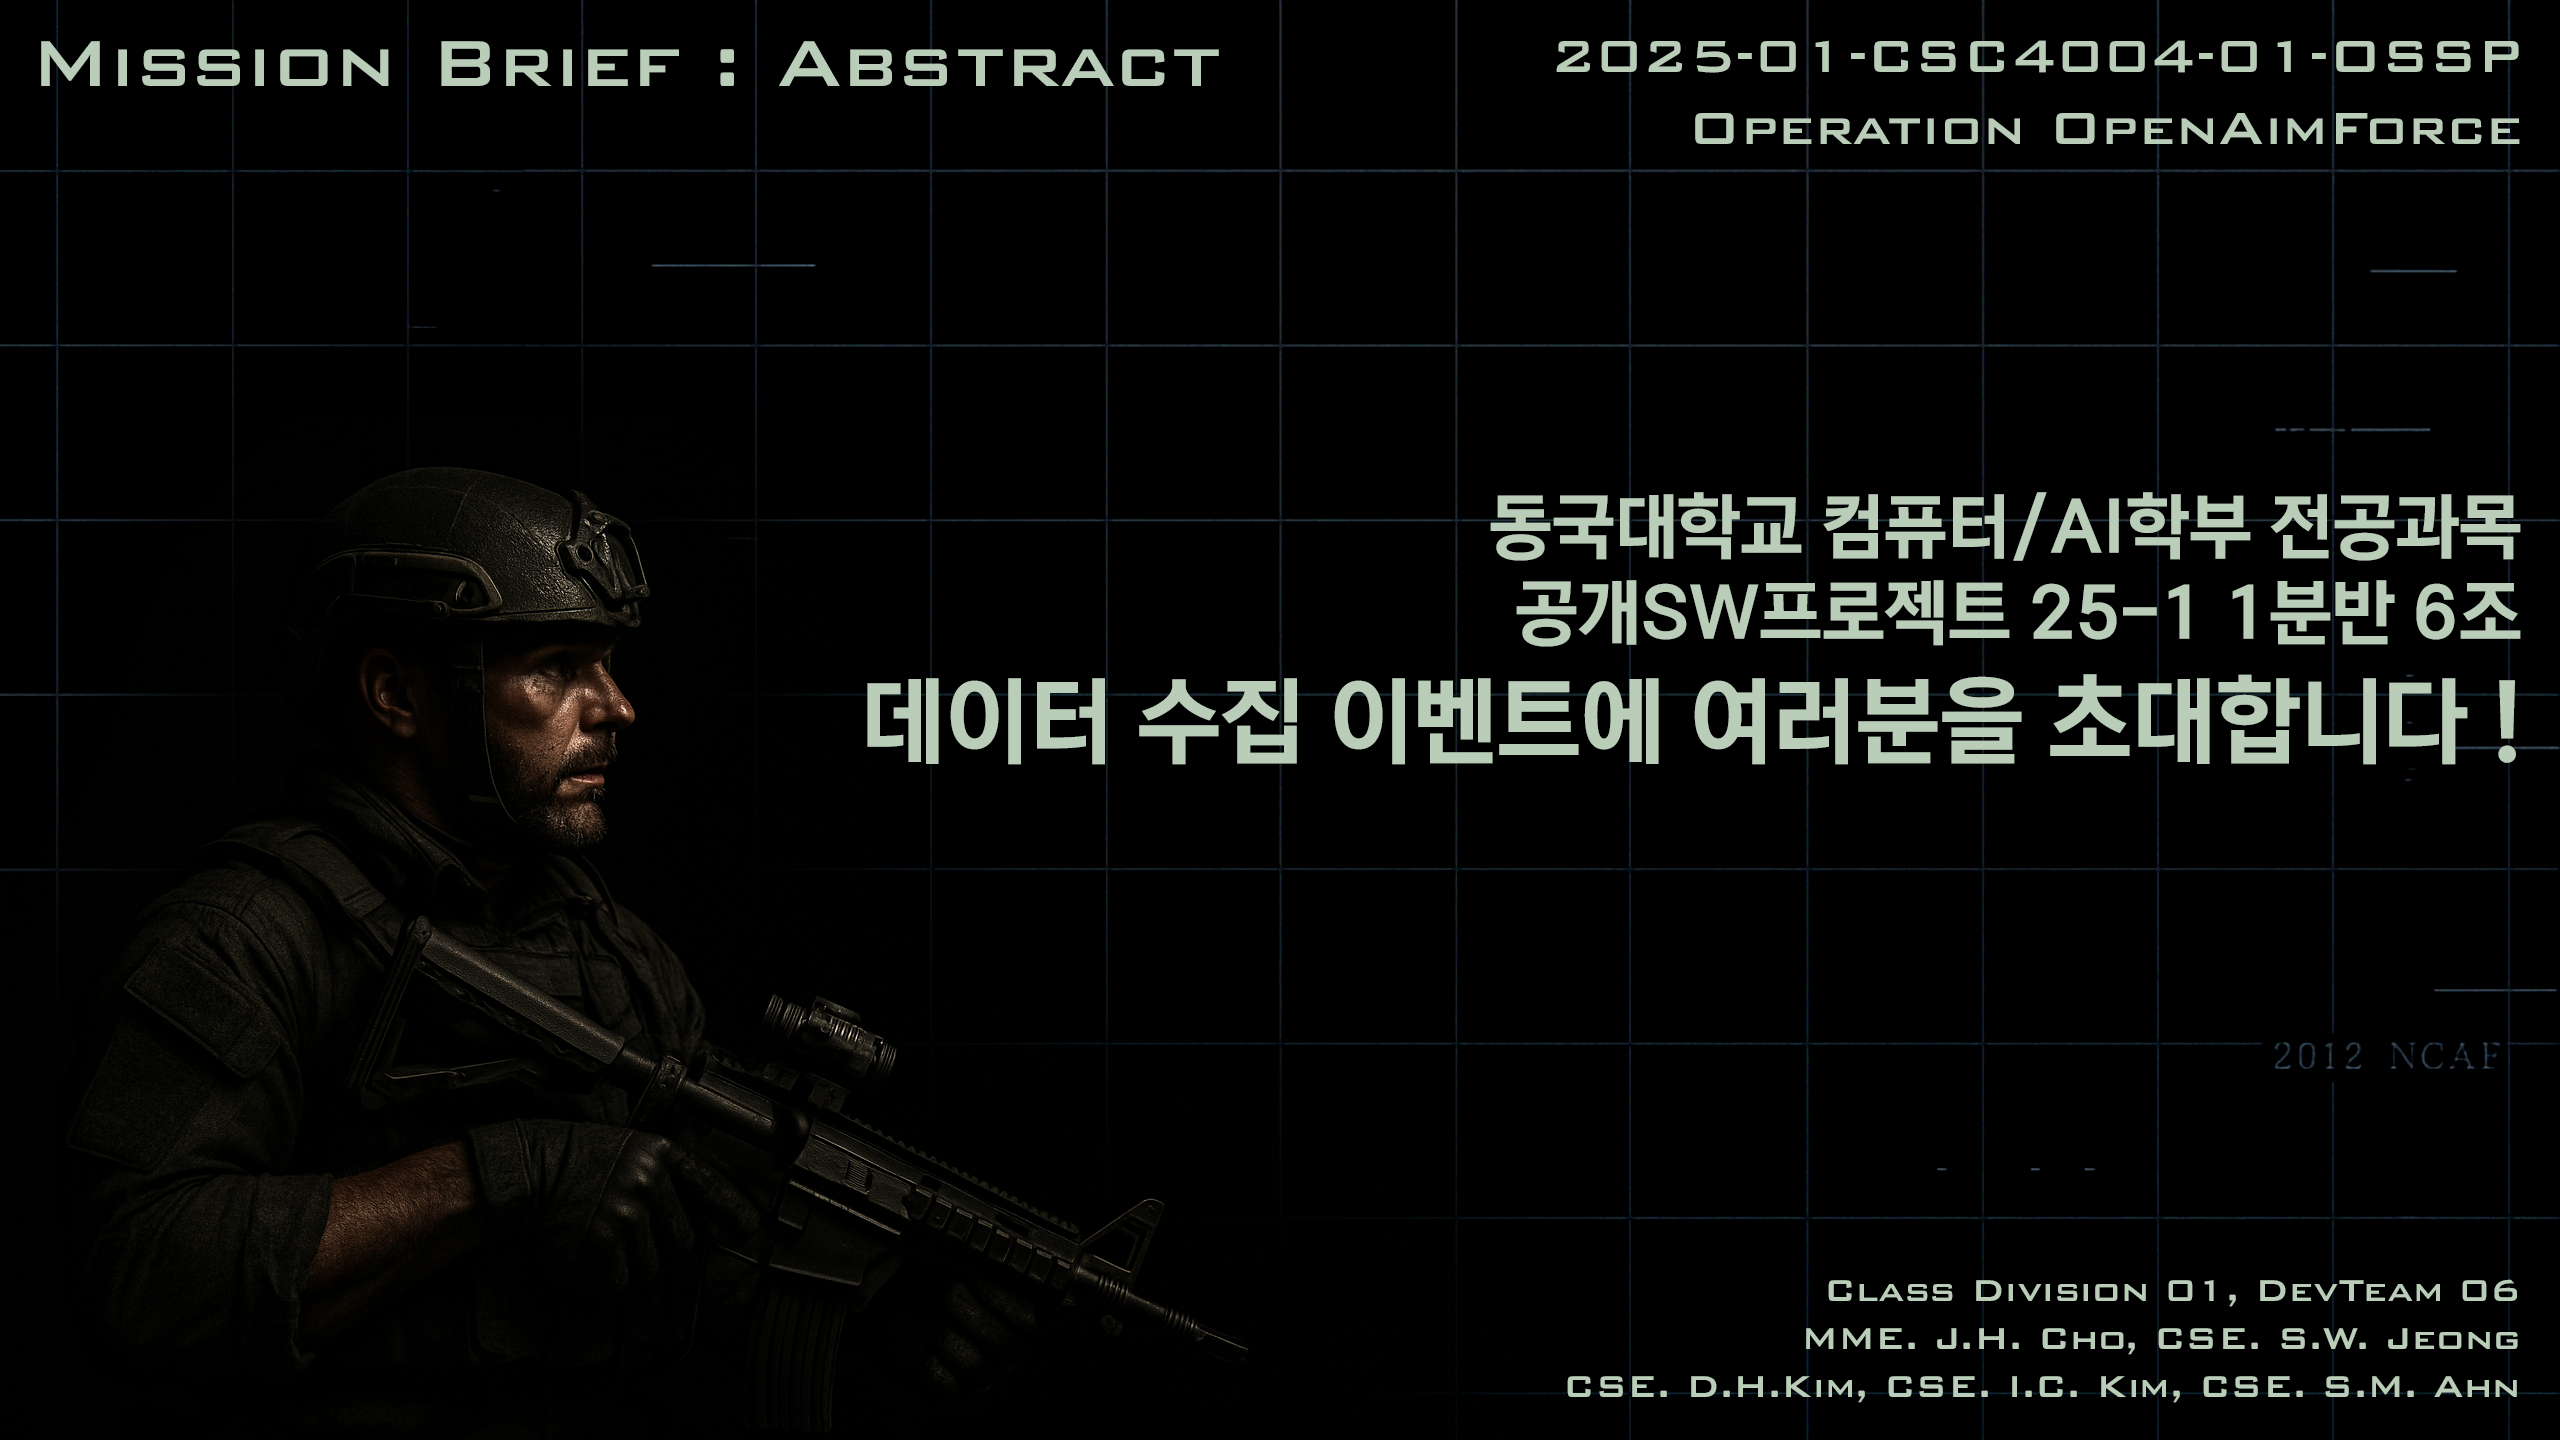 Mission Brief : Abstract
2025-01-CSC4004-01-OSSP
Operation OpenAimForce
동국대학교 컴퓨터/AI학부 전공과목
공개SW프로젝트 25-1 1분반 6조
데이터 수집 이벤트에 여러분을 초대합니다 !
2012 NCAF
Class Division 01, DevTeam 06
MME. J.H. Cho, CSE. S.W. Jeong
CSE. D.H.Kim, CSE. I.C. Kim, CSE. S.M. Ahn